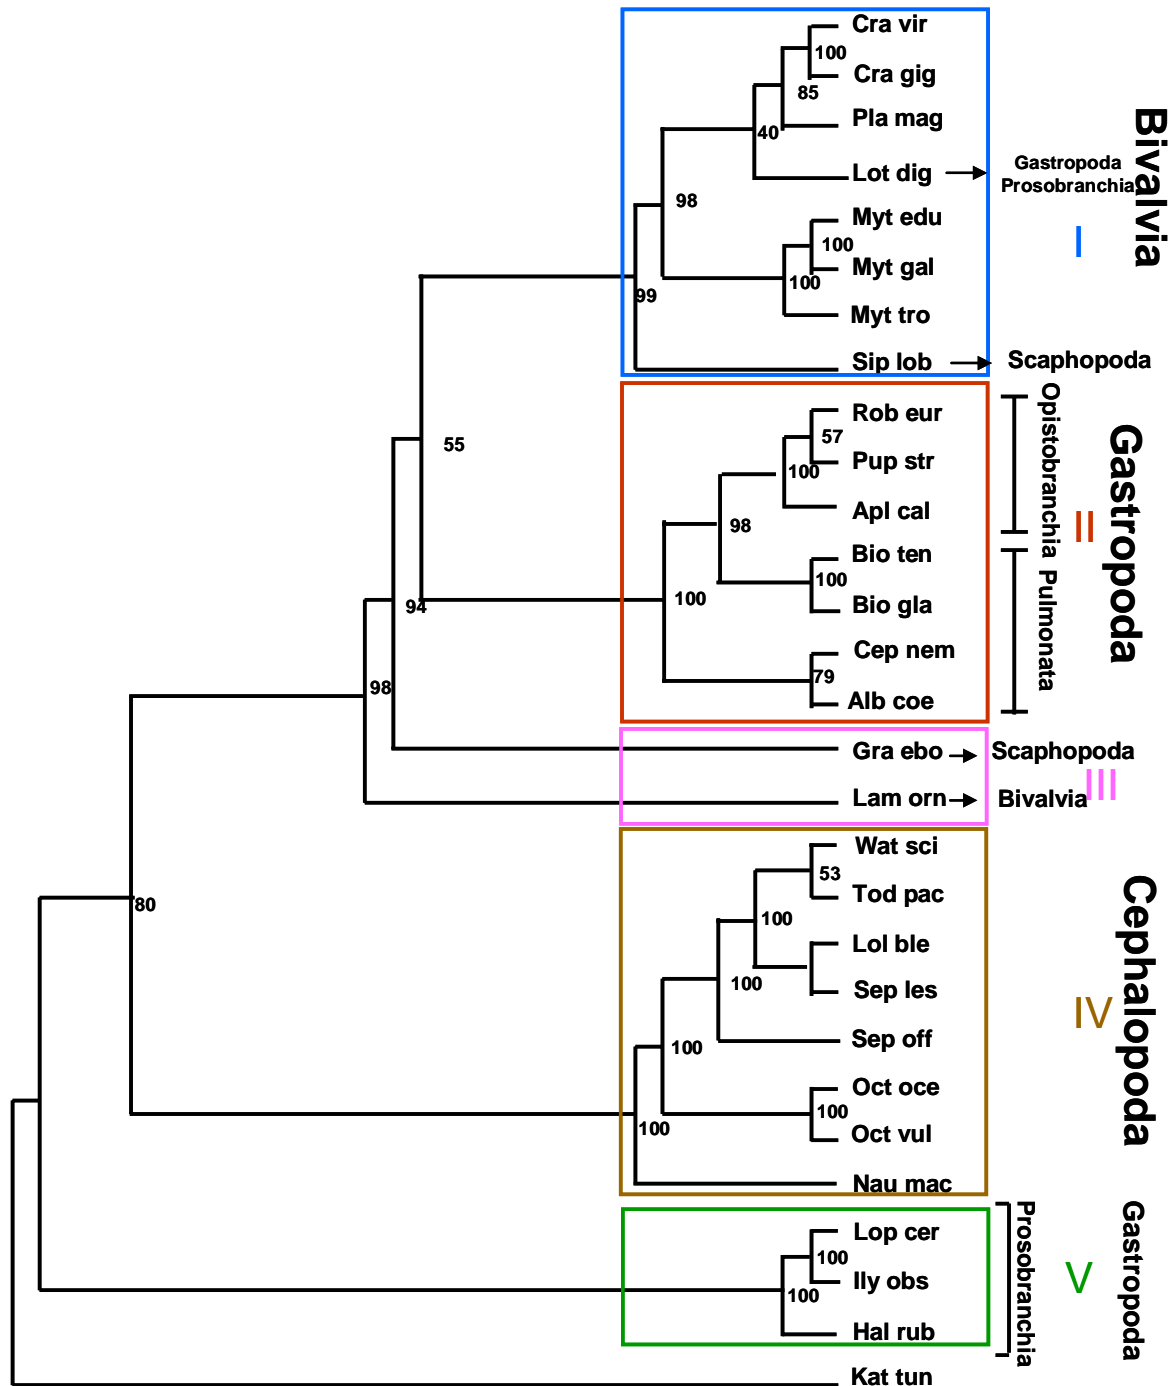 Cra vir
100
Cra gig
85
Pla mag
40
Lot dig
Gastropoda
Prosobranchia
98
Myt edu
100
Myt gal
100
Myt tro
99
Sip lob
Scaphopoda
Bivalvia
I
55
Rob eur
57
Pup str
100
Apl cal
98
Bio ten
100
Bio gla
100
Cep nem
79
Alb coe
Opistobranchia
Pulmonata
II
Gastropoda
94
98
Gra ebo
Scaphopoda
Lam orn
Bivalvia
III
80
Wat sci
53
Tod pac
100
Lol ble
100
Sep les
Sep off
100
Oct oce
100
Oct vul
100
Nau mac
IV
Cephalopoda
Lop cer
100
Ily obs
100
Hal rub
Prosobranchia
V
Gastropoda
Kat tun